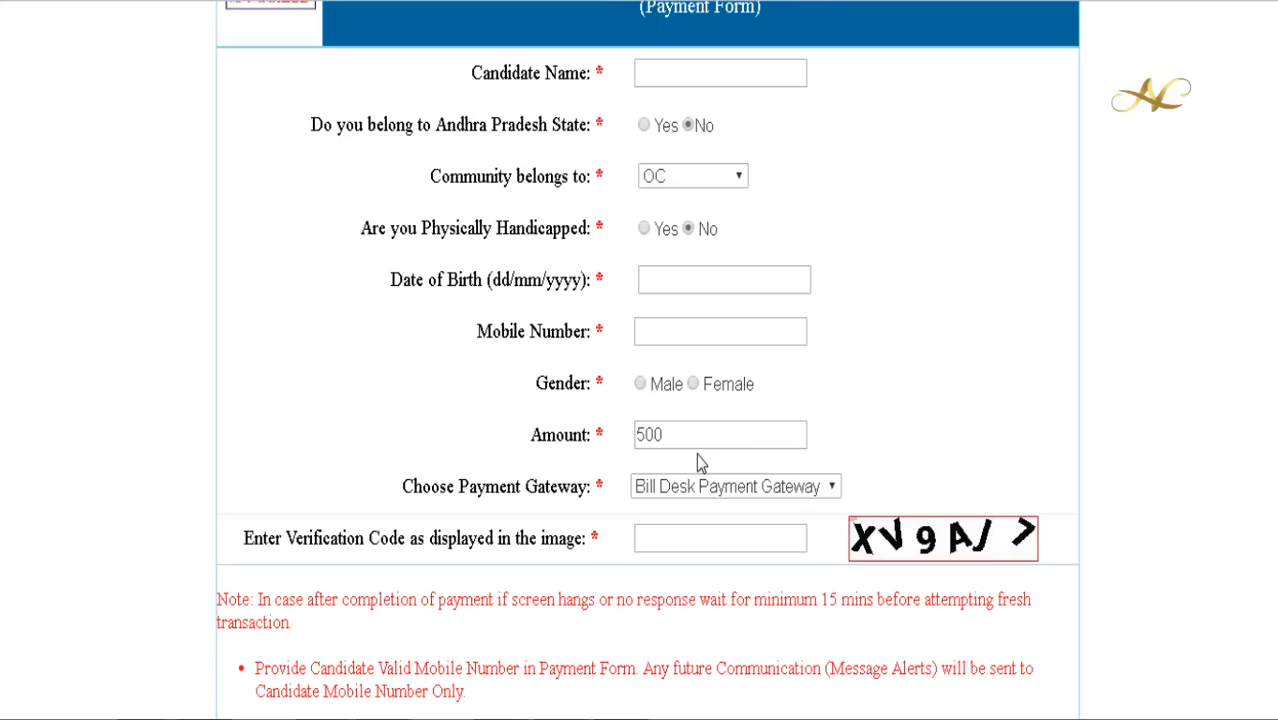 (Payment Form)
Candidate Name: *
Do you belong to Andhra Pradesh State: * Yes No
Community belongs to: * OC
Are you Physically Handicapped: * Yes No
Date of Birth (dd/mm/yyyy): *
Mobile Number: *
Gender: * Male Female
Amount: * 500
Choose Payment Gateway: * Bill Desk Payment Gateway
Enter Verification Code as displayed in the image: *
Note: In case after completion of payment if screen hangs or no response wait for minimum 15 mins before attempting fresh
transaction.
• Provide Candidate Valid Mobile Number in Payment Form. Any future Communication (Message Alerts) will be sent to
Candidate Mobile Number Only.